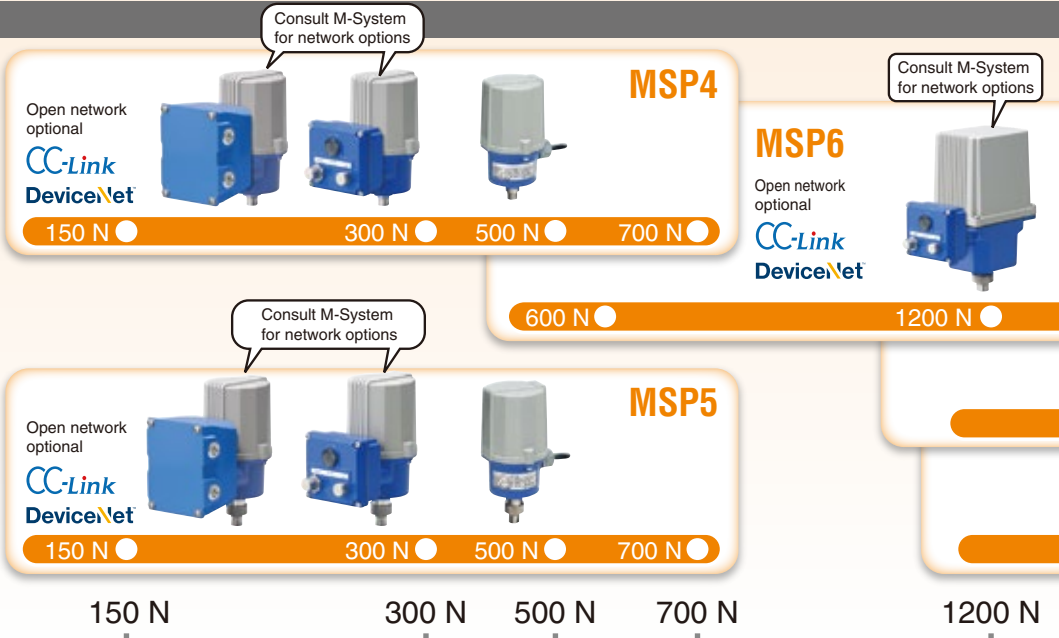 Consult M-System
for network options
MSP4
Open network
optional
CC-Link
DeviceNet
150 N
300 N
500 N
700 N
Consult M-System
for network options
MSP6
Open network
optional
CC-Link
DeviceNet
600 N
1200 N
Consult M-System
for network options
MSP5
Open network
optional
CC-Link
DeviceNet
150 N
300 N
500 N
700 N
150 N
300 N
500 N
700 N
1200 N